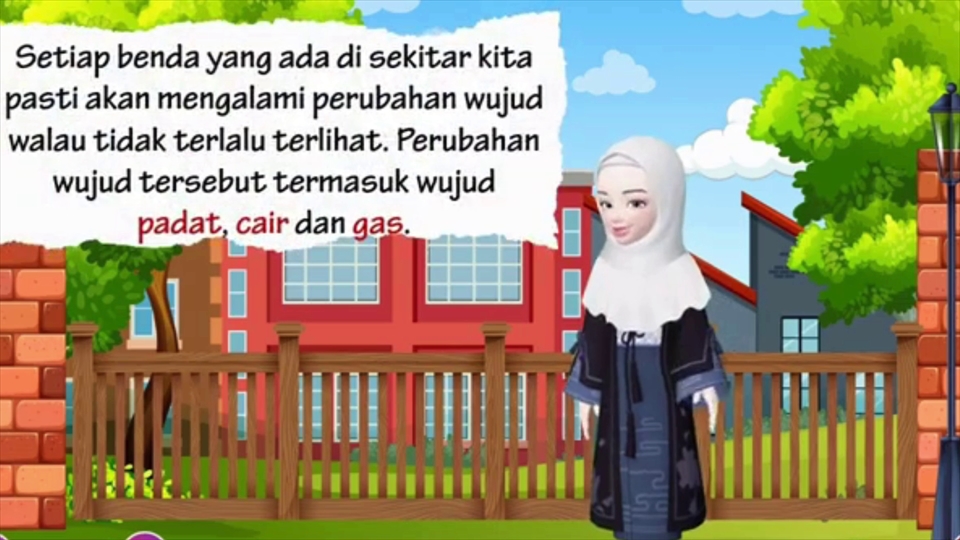 Setiap benda yang ada di sekitar kita
pasti akan mengalami perubahan wujud
walau tidak terlalu terlihat. Perubahan
wujud tersebut termasuk wujud
padat, cair dan gas.